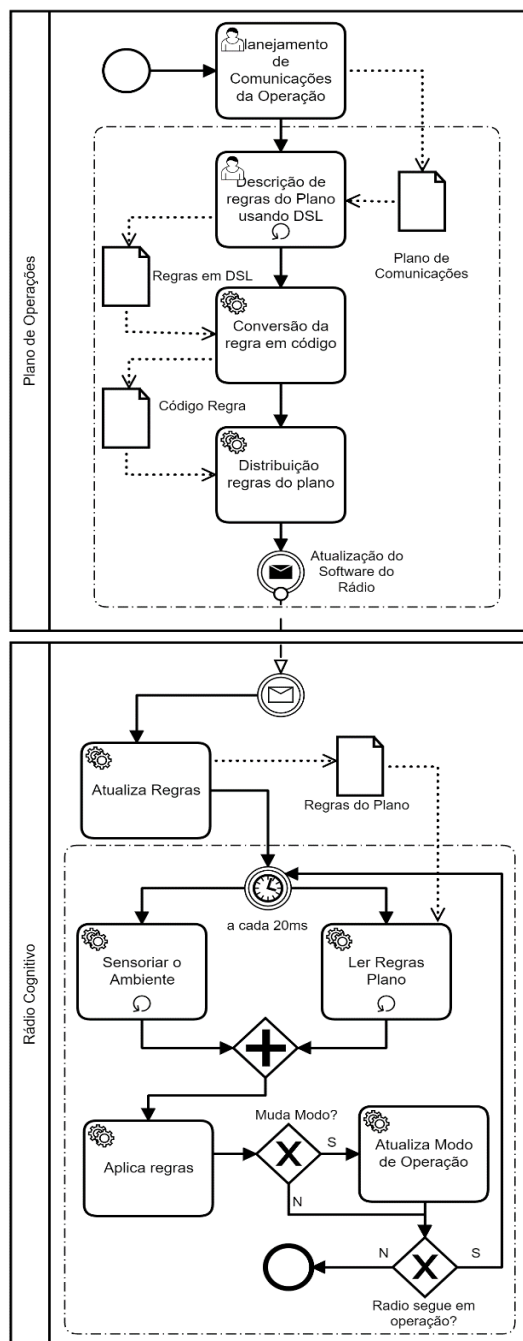 Plano de Operações
lanejamento
de
Comunicações
da Operação
Descrição de
regras do Plano
usando DSL
Plano de
Comunicações
Regras em DSL
Conversão da
regra em código
Código Regra
Distribuição
regras do plano
Atualização do
Software do
Rádio
Rádio Cognitivo
Atualiza Regras
Regras do Plano
a cada 20ms
Sensoriar o
Ambiente
Ler Regras
Plano
Aplica regras
Muda Modo?
S
N
Atualiza Modo
de Operação
N
S
Radio segue em
operação?